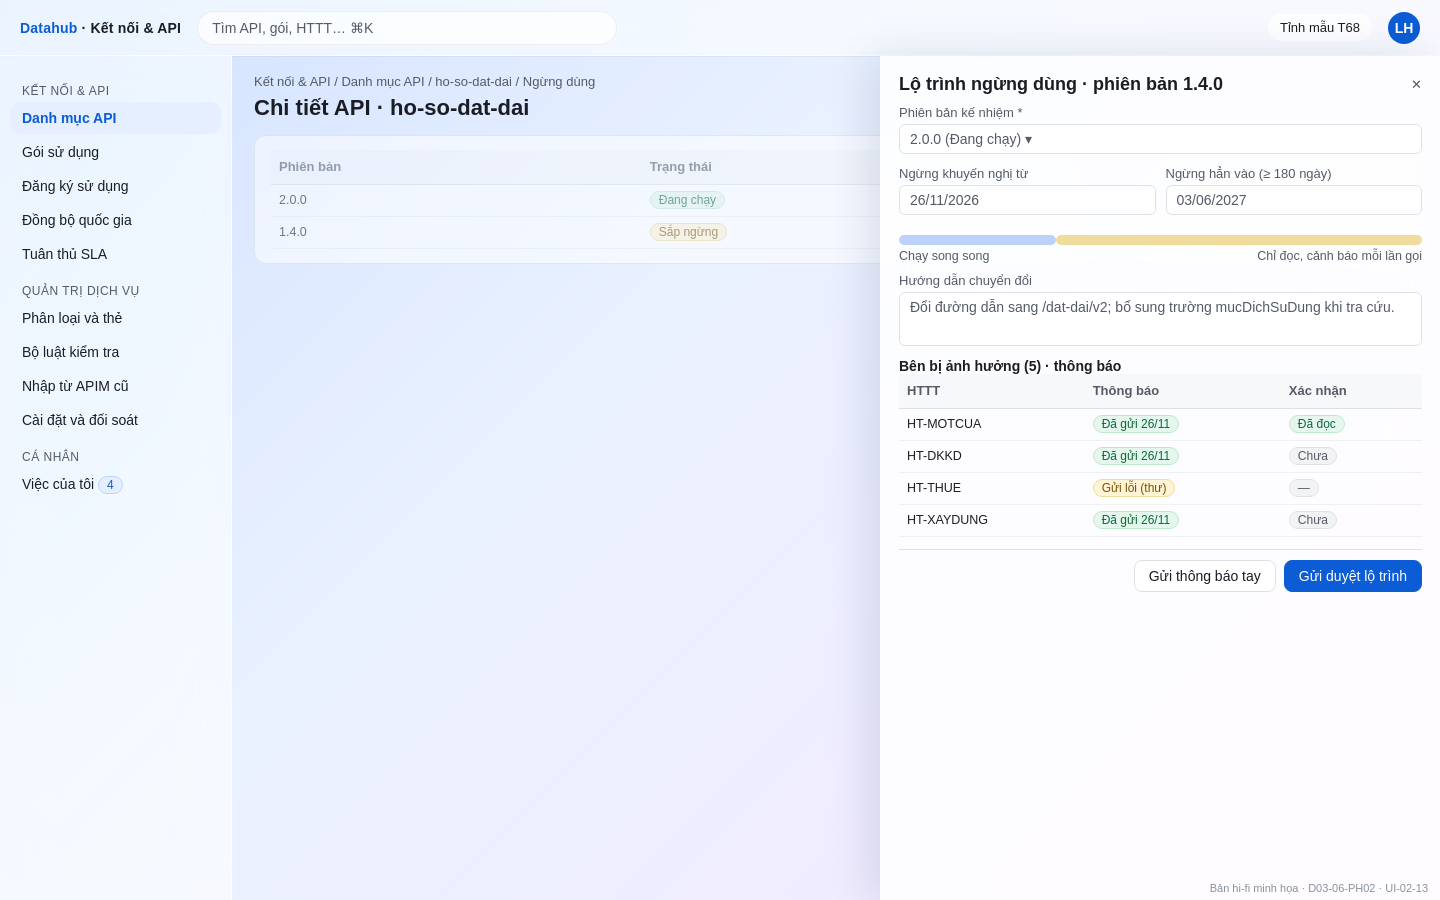 Datahub · Kết nối & API
Tìm API, gói, HTTT… ⌘K
Tỉnh mẫu T68
LH
KẾT NỐI & API
Danh mục API
Gói sử dụng
Đăng ký sử dụng
Đồng bộ quốc gia
Tuân thủ SLA
QUẢN TRỊ DỊCH VỤ
Phân loại và thẻ
Bộ luật kiểm tra
Nhập từ APIM cũ
Cài đặt và đối soát
CÁ NHÂN
Việc của tôi 4
Kết nối & API / Danh mục API / ho-so-dat-dai / Ngừng dùng
Chi tiết API · ho-so-dat-dai
Phiên bản Trạng thái
2.0.0 Đang chạy
1.4.0 Sắp ngừng
Lộ trình ngừng dùng · phiên bản 1.4.0 ×
Phiên bản kế nhiệm *
2.0.0 (Đang chạy) ▾
Ngừng khuyến nghị từ Ngừng hẳn vào (≥ 180 ngày)
26/11/2026 03/06/2027
Chạy song song Chỉ đọc, cảnh báo mỗi lần gọi
Hướng dẫn chuyển đổi
Đổi đường dẫn sang /dat-dai/v2; bổ sung trường mucDichSuDung khi tra cứu.
Bên bị ảnh hưởng (5) · thông báo
HTTT Thông báo Xác nhận
HT-MOTCUA Đã gửi 26/11 Đã đọc
HT-DKKD Đã gửi 26/11 Chưa
HT-THUE Gửi lỗi (thư) —
HT-XAYDUNG Đã gửi 26/11 Chưa
Gửi thông báo tay Gửi duyệt lộ trình
Bản hi-fi minh họa · D03-06-PH02 · UI-02-13